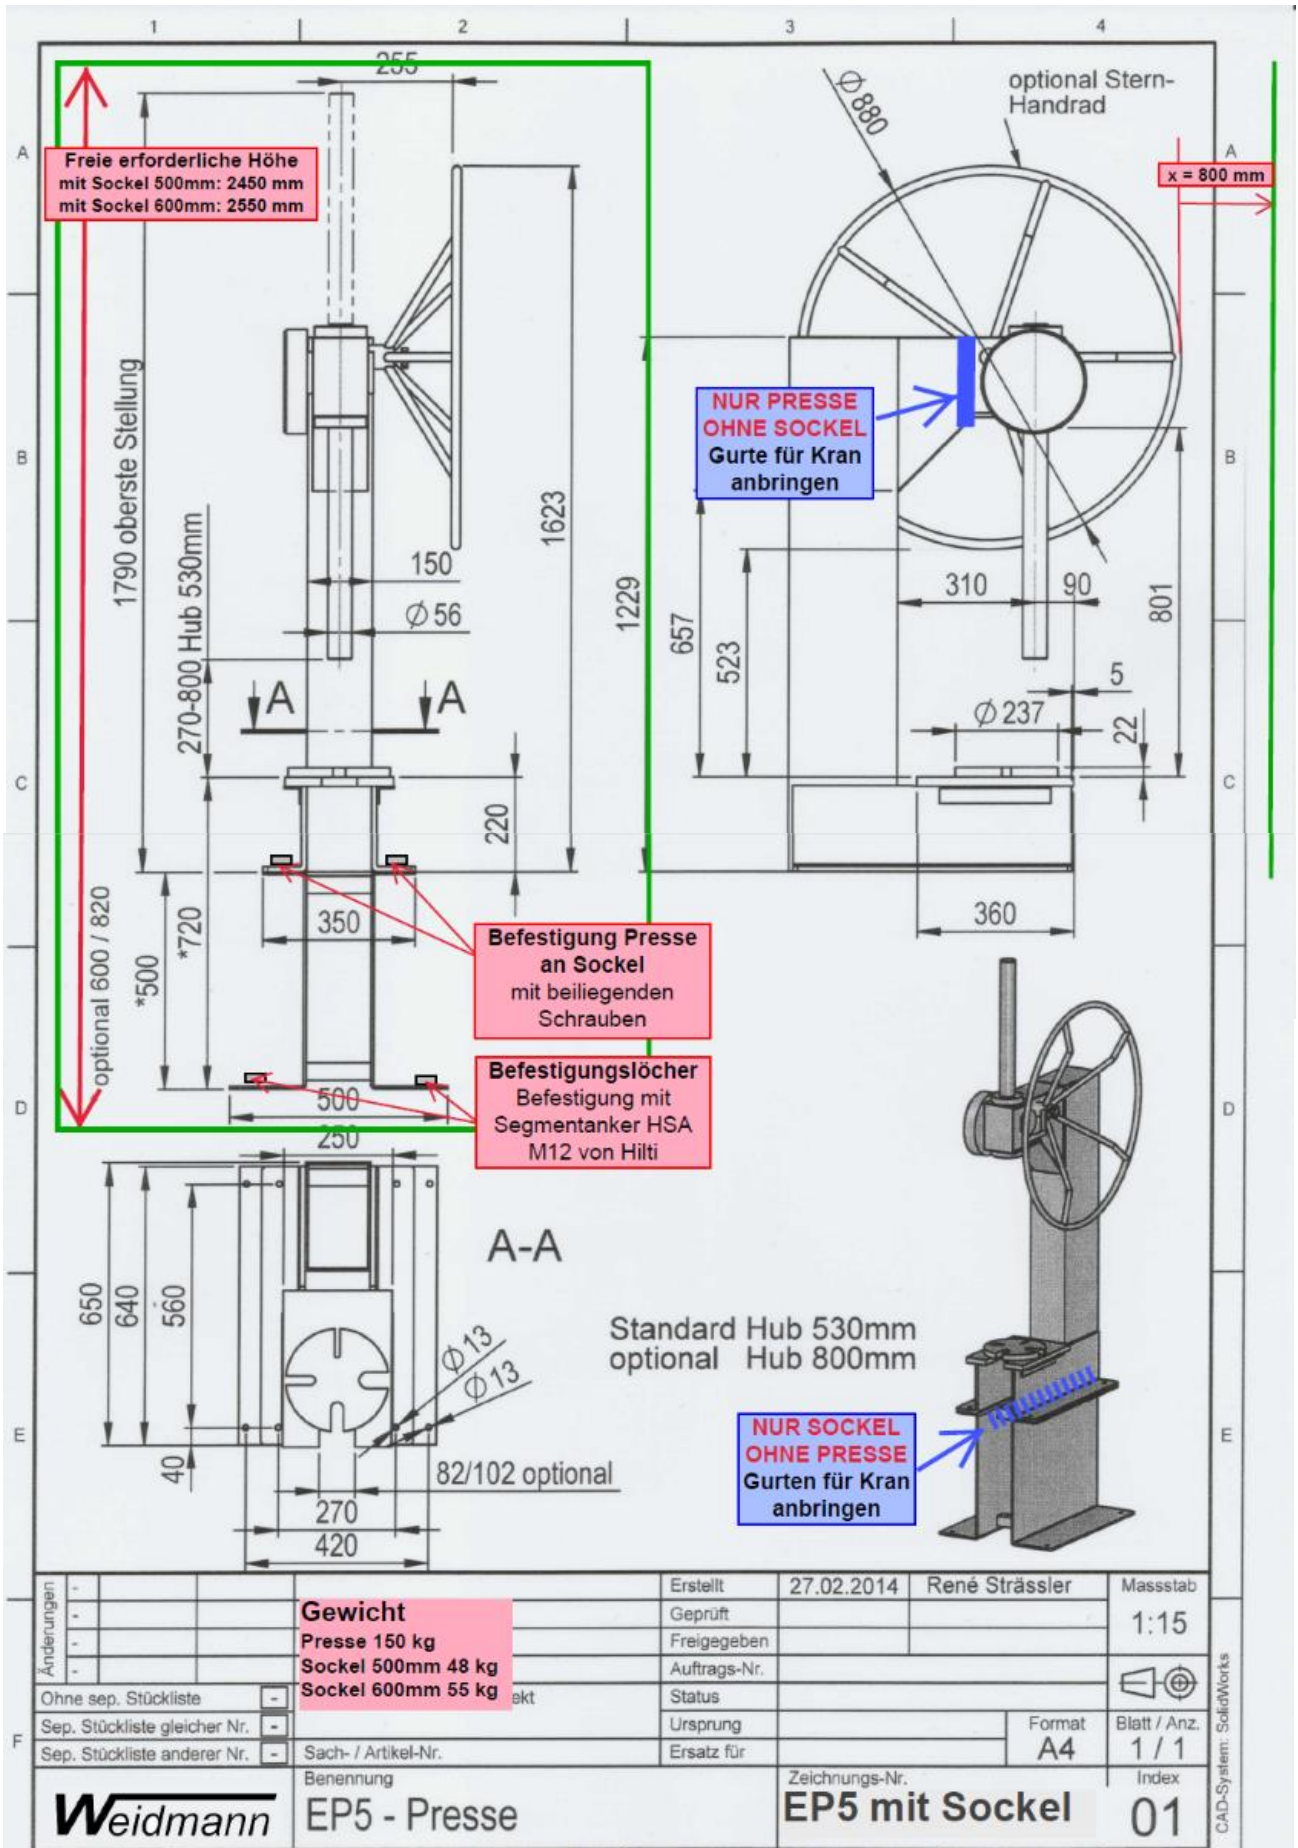 1 2 3 4
255
optional Stern-
Handrad
Ø 880
A
Freie erforderliche Höhe
mit Sockel 500mm: 2450 mm
mit Sockel 600mm: 2550 mm
A
x = 800 mm
1790 oberste Stellung
B
NUR PRESSE
OHNE SOCKEL
Gurte für Kran
anbringen
B
1623
1229
270-800 Hub 530mm
150
Ø 56
657
523
310
90
801
A A
5
Ø 237
22
C
C
220
350
360
optional 600 / 820
*500
*720
Befestigung Presse
an Sockel
mit beiliegenden
Schrauben
Befestigungslöcher
Befestigung mit
Segmentanker HSA
M12 von Hilti
D
D
500
250
A-A
650
640
560
40
Ø 13
Ø 13
Standard Hub 530mm
optional Hub 800mm
E
E
82/102 optional
270
420
NUR SOCKEL
OHNE PRESSE
Gurten für Kran
anbringen
Änderungen
-
-
-
-
Gewicht
Presse 150 kg
Sockel 500mm 48 kg
Sockel 600mm 55 kg
ekt
Erstellt 27.02.2014 René Strässler
Geprüft
Freigegeben
Auftrags-Nr.
Status
Ursprung
Ersatz für
Massstab
1:15
Ohne sep. Stückliste -
Sep. Stückliste gleicher Nr. -
Sep. Stückliste anderer Nr. -
Sach- / Artikel-Nr.
Format
A4
Blatt / Anz.
1 / 1
F
CAD-System: SolidWorks
Weidmann
Benennung
EP5 - Presse
Zeichnungs-Nr.
EP5 mit Sockel
Index
01